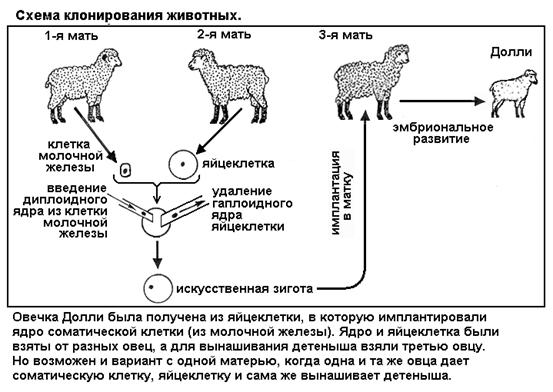 Схема клонирования животных.
1-я мать
2-я мать
3-я мать
Долли
клетка
молочной
железы
яйцеклетка
эмбриональное
развитие
введение
диплоидного
ядра из клетки
молочной
железы
удаление
гаплоидного
ядра
яйцеклетки
имплантация
в матку
искусственная зигота
Овечка Долли была получена из яйцеклетки, в которую имплантировали
ядро соматической клетки (из молочной железы). Ядро и яйцеклетка были
взяты от разных овец, а для вынашивания детеныша взяли третью овцу.
Но возможен и вариант с одной матерью, когда одна и та же овца дает
соматическую клетку, яйцеклетку и сама же вынашивает детеныша.